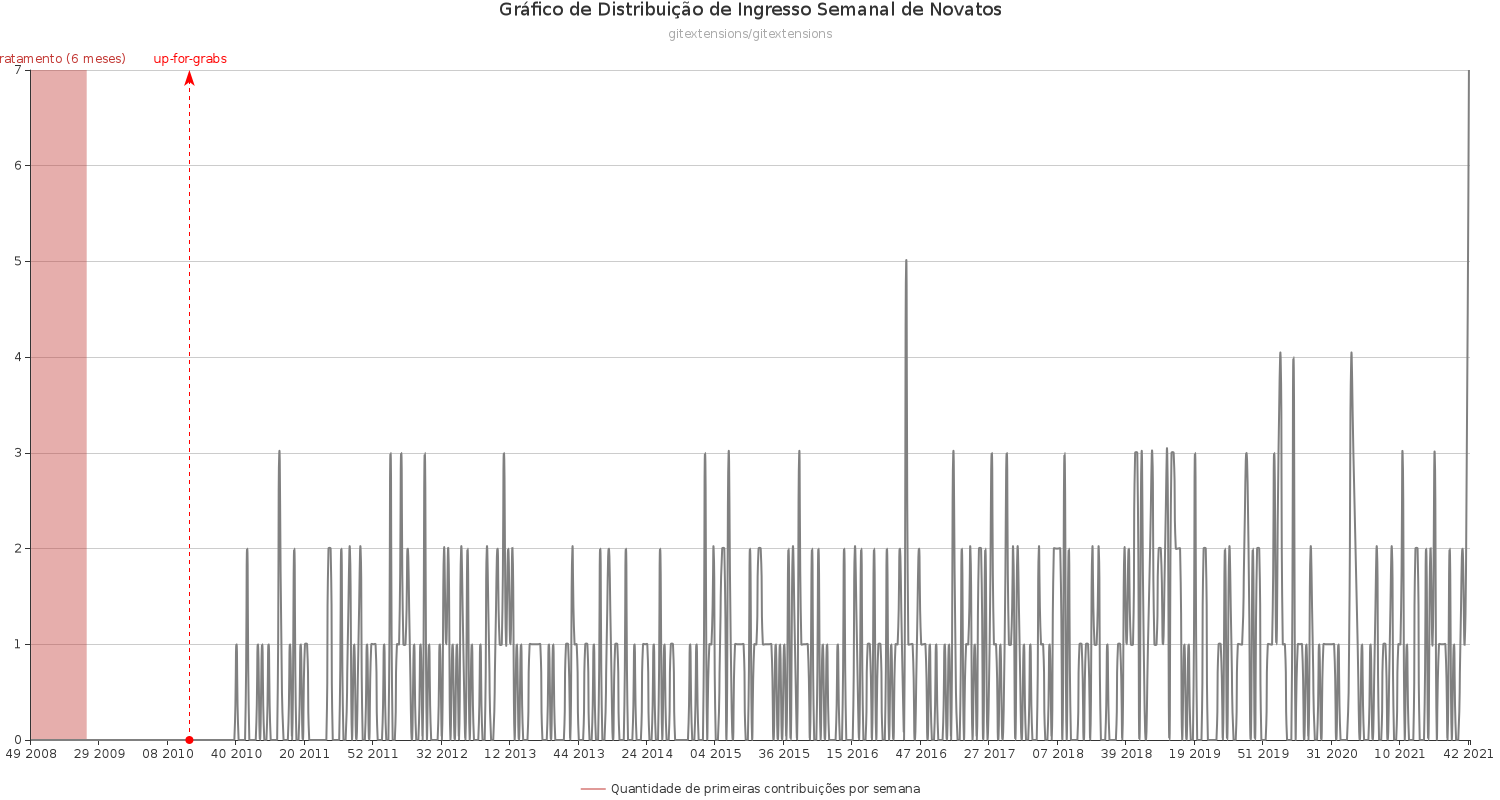 Gráfico de Distribuição de Ingresso Semanal de Novatos
gitextensions/gitextensions
ratamento (6 meses) up-for-grabs
7
6
5
4
3
2
1
0
49 2008 29 2009 08 2010 40 2010 20 2011 52 2011 32 2012 12 2013 44 2013 24 2014 04 2015 36 2015 15 2016 47 2016 27 2017 07 2018 39 2018 19 2019 51 2019 31 2020 10 2021 42 2021
Quantidade de primeiras contribuições por semana